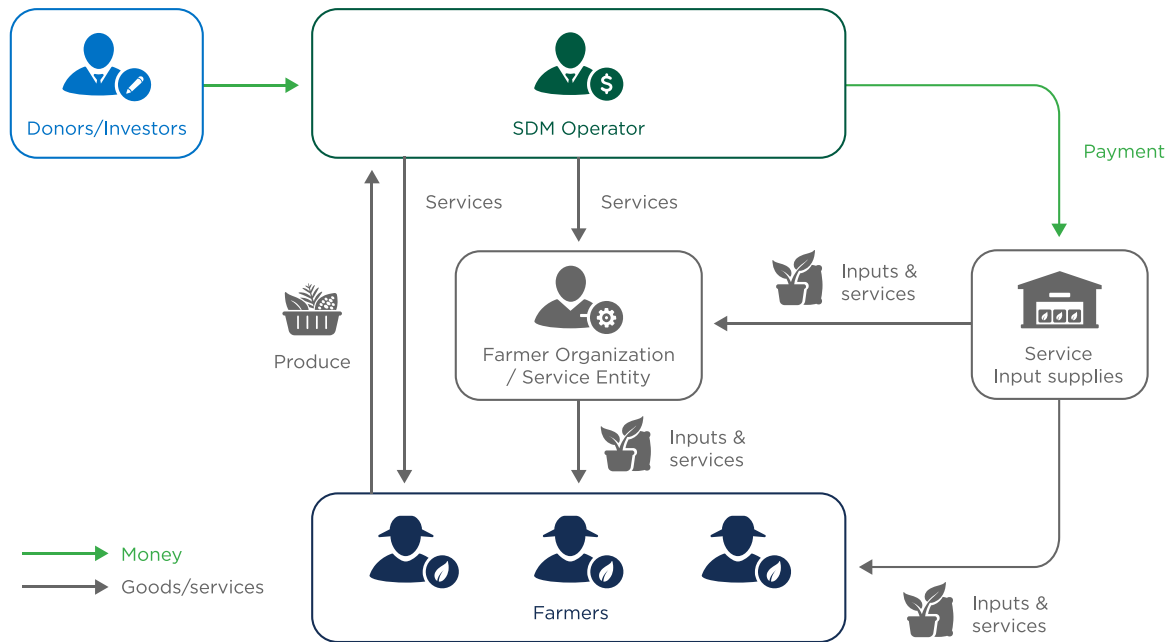 Donors/Investors
SDM Operator
$
Payment
Services
Services
Inputs &
services
Produce
Farmer Organization
/ Service Entity
Service
Input supplies
Inputs &
services
Money
Goods/services
Farmers
Inputs &
services